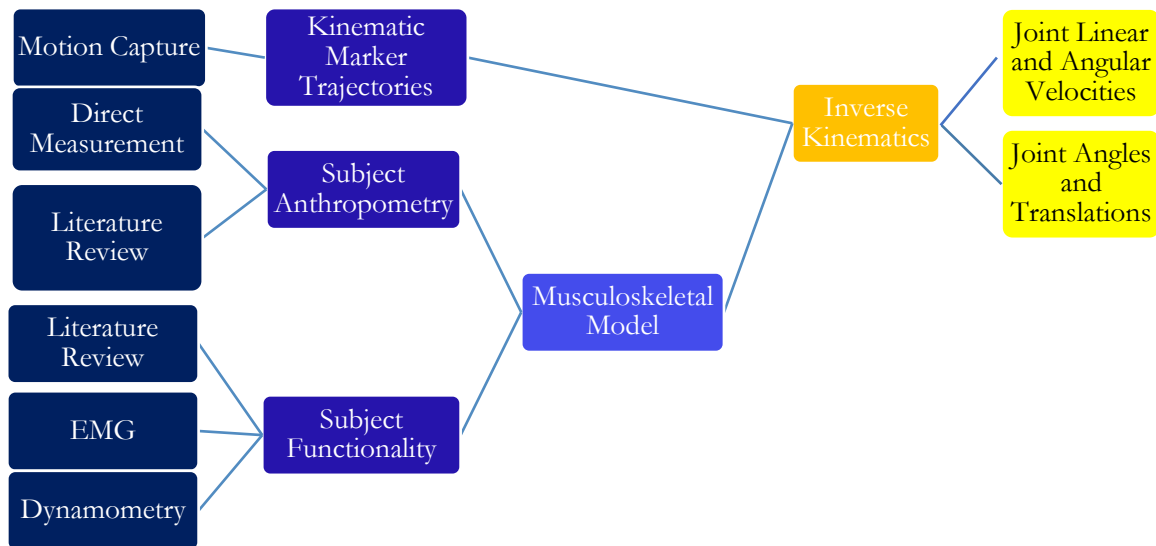 Motion Capture
Kinematic
Marker
Trajectories
Direct
Measurement
Subject
Anthropometry
Literature
Review
Literature
Review
EMG
Subject
Functionality
Dynamometry
Musculoskeletal
Model
Inverse
Kinematics
Joint Linear
and Angular
Velocities
Joint Angles
and
Translations